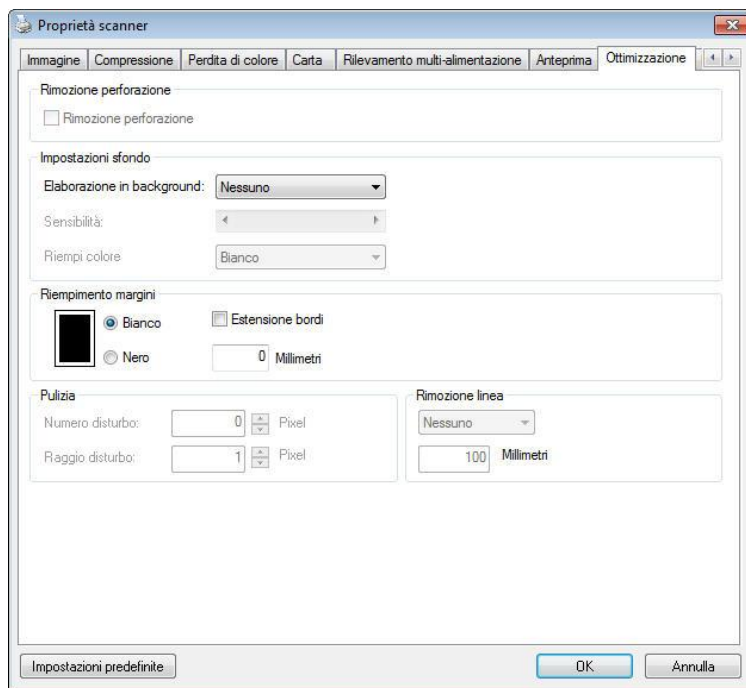 Proprietà scanner
Immagine Compressione Perdita di colore Carta Rilevamento multi-alimentazione Anteprima Ottimizzazione
Rimozione perforazione
Rimozione perforazione
Impostazioni sfondo
Elaborazione in background: Nessuno
Sensibilità:
Riempi colore Bianco
Riempimento margini
Bianco Estensione bordi
Nero 0 Millimetri
Pulizia Rimozione linea
Numero disturbo: 0 Pixel Nessuno
Raggio disturbo: 1 Pixel 100 Millimetri
Impostazioni predefinite OK Annulla